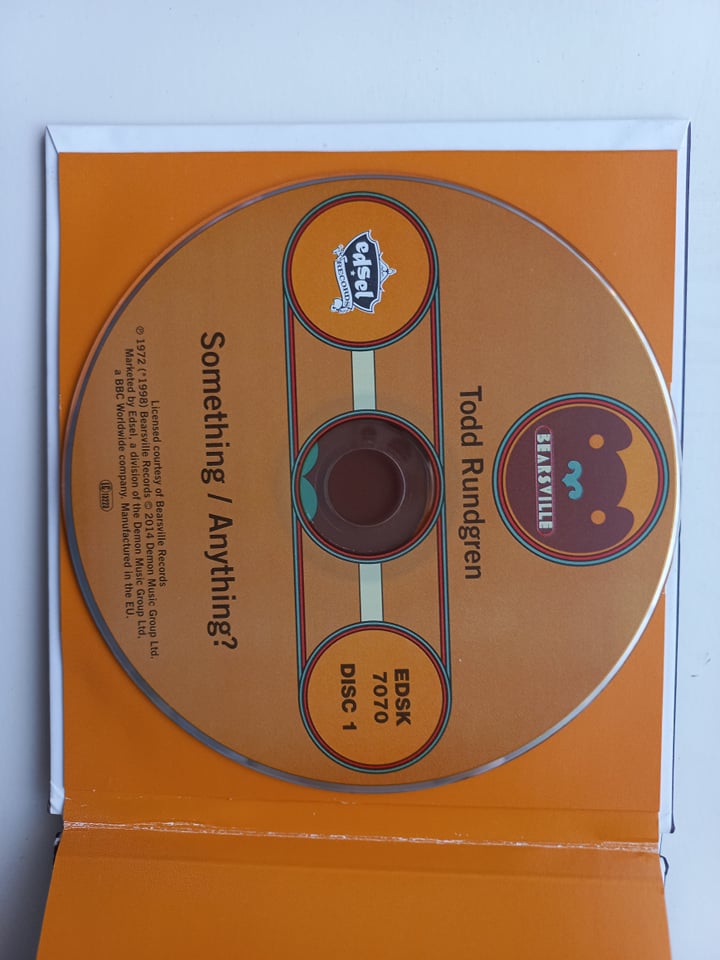 BEARSVILLE
Todd Rundgren
edsel
RECORDS
EDSK
7070
DISC 1
Something / Anything?
Licensed courtesy of Bearsville Records
℗ 1972 (*1998) Bearsville Records © 2014 Demon Music Group Ltd.
Marketed by Edsel, a division of the Demon Music Group Ltd.
a BBC Worldwide company. Manufactured in the EU.